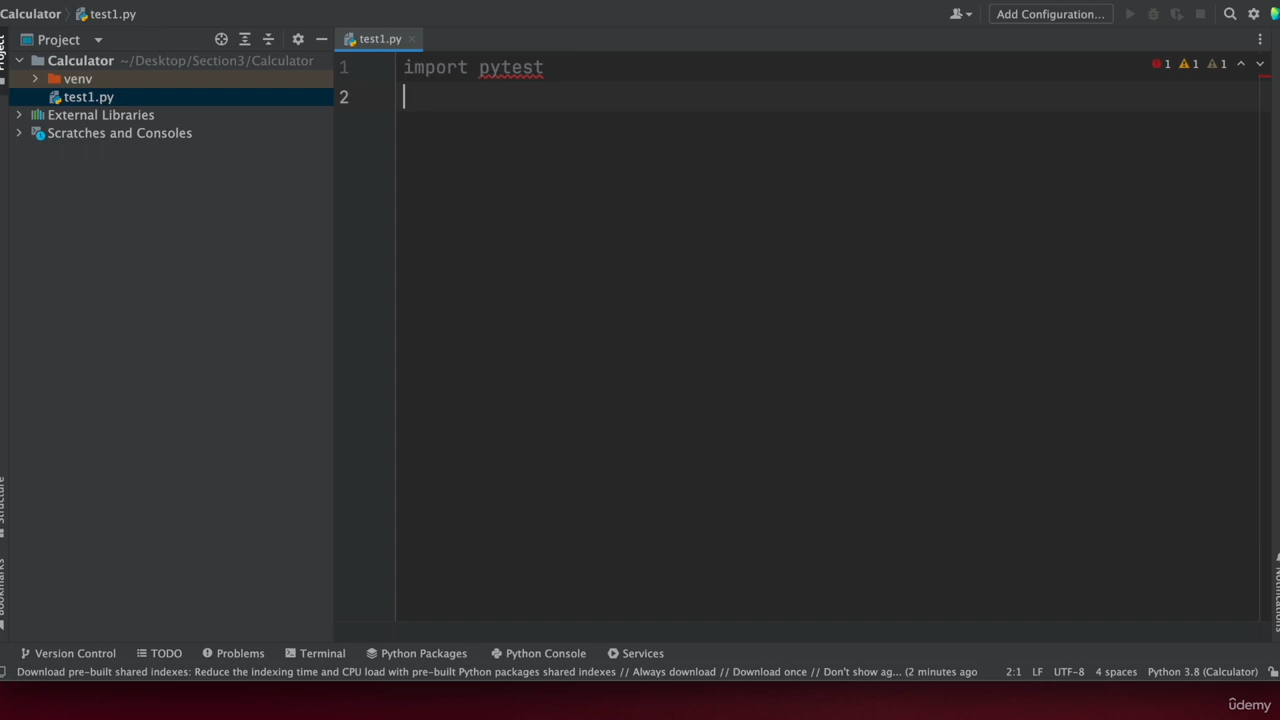 Calculator test1.py Add Configuration...
Project Project test1.py
Calculator ~/Desktop/Section3/Calculator
venv
test1.py
External Libraries
Scratches and Consoles
1 import pytest 1 1 1
2
Structure
Bookmarks
Notifications
Version Control TODO Problems Terminal Python Packages Python Console Services
Download pre-built shared indexes: Reduce the indexing time and CPU load with pre-built Python packages shared indexes // Always download // Download once // Don't show ag... (2 minutes ago 2:1 LF UTF-8 4 spaces Python 3.8 (Calculator)
ûdemy